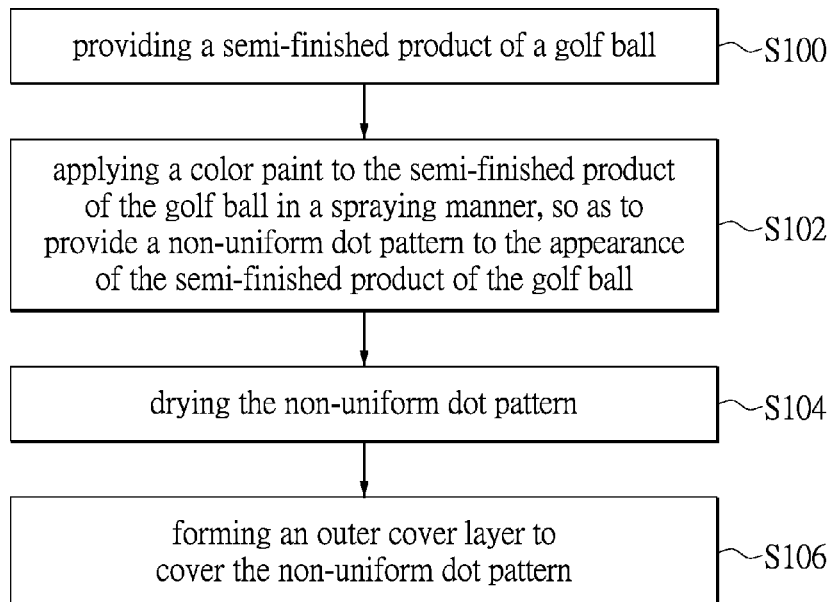 providing a semi-finished product of a golf ball
S100
applying a color paint to the semi-finished product
of the golf ball in a spraying manner, so as to
provide a non-uniform dot pattern to the appearance
of the semi-finished product of the golf ball
S102
drying the non-uniform dot pattern
S104
forming an outer cover layer to
cover the non-uniform dot pattern
S106